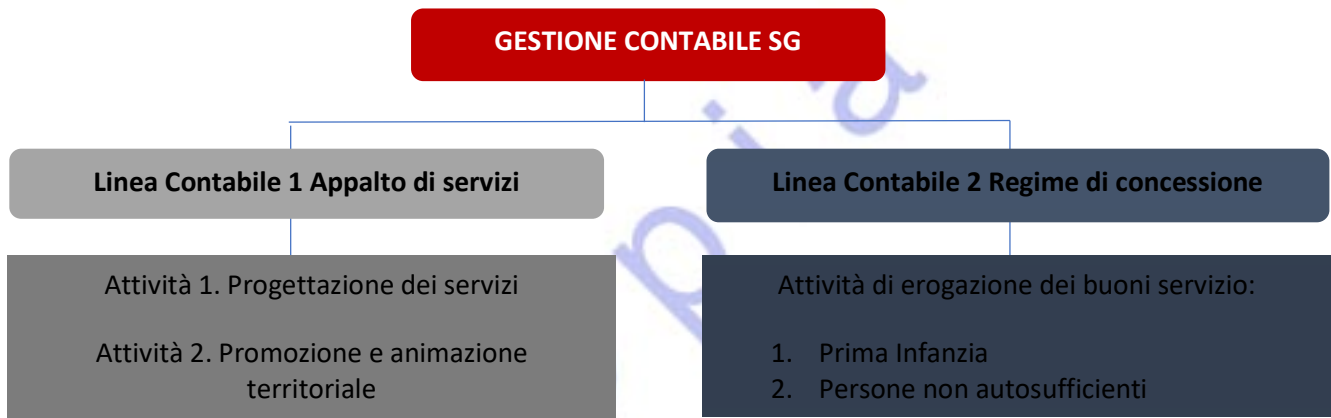 GESTIONE CONTABILE SG
Linea Contabile 1 Appalto di servizi
Linea Contabile 2 Regime di concessione
Attività 1. Progettazione dei servizi
Attività 2. Promozione e animazione
territoriale
Attività di erogazione dei buoni servizio:
1. Prima Infanzia
2. Persone non autosufficienti